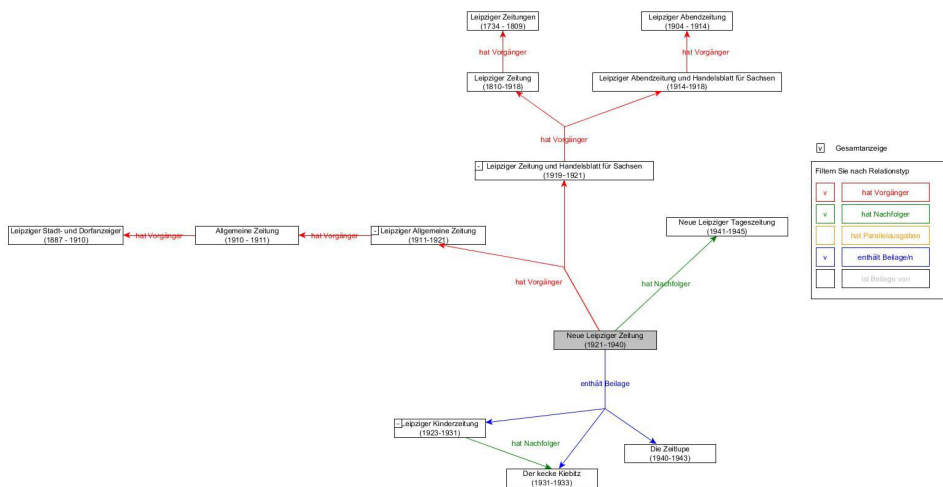 Leipziger Zeitungen
(1734 - 1809)
Leipziger Abendzeitung
(1904 - 1914)
hat Vorgänger
hat Vorgänger
Leipziger Zeitung
(1810-1918)
Leipziger Abendzeitung und Handelsblatt für Sachsen
(1914-1918)
hat Vorgänger
- Leipziger Zeitung und Handelsblatt für Sachsen
(1919-1921)
v Gesamtanzeige
Filtern Sie nach Relationstyp
v hat Vorgänger
v hat Nachfolger
hat Parallelausgaben
v enthält Beilage/n
ist Beilage von
Leipziger Stadt- und Dorfanzeiger
(1887 - 1910)
hat Vorgänger
Allgemeine Zeitung
(1910 - 1911)
hat Vorgänger
- Leipziger Allgemeine Zeitung
(1911-1921)
Neue Leipziger Tageszeitung
(1941-1945)
hat Vorgänger
hat Nachfolger
Neue Leipziger Zeitung
(1921-1940)
enthält Beilage
- Leipziger Kinderzeitung
(1923-1931)
hat Nachfolger
Die Zeitlupe
(1940-1943)
Der kecke Kiebitz
(1931-1933)